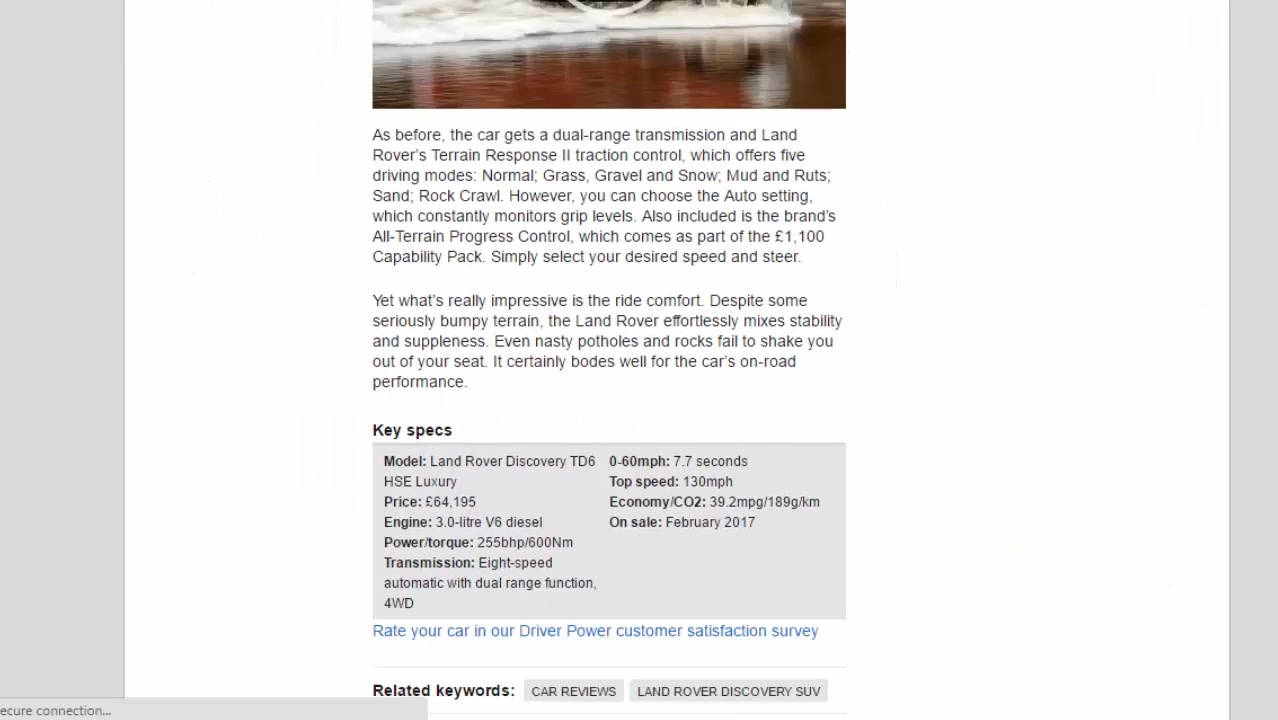 As before, the car gets a dual-range transmission and Land
Rover’s Terrain Response II traction control, which offers five
driving modes: Normal; Grass, Gravel and Snow; Mud and Ruts;
Sand; Rock Crawl. However, you can choose the Auto setting,
which constantly monitors grip levels. Also included is the brand’s
All-Terrain Progress Control, which comes as part of the £1,100
Capability Pack. Simply select your desired speed and steer.
Yet what’s really impressive is the ride comfort. Despite some
seriously bumpy terrain, the Land Rover effortlessly mixes stability
and suppleness. Even nasty potholes and rocks fail to shake you
out of your seat. It certainly bodes well for the car’s on-road
performance.
Key specs
Model: Land Rover Discovery TD6
HSE Luxury
Price: £64,195
Engine: 3.0-litre V6 diesel
Power/torque: 255bhp/600Nm
Transmission: Eight-speed
automatic with dual range function,
4WD
0-60mph: 7.7 seconds
Top speed: 130mph
Economy/CO2: 39.2mpg/189g/km
On sale: February 2017
Rate your car in our Driver Power customer satisfaction survey
Related keywords: CAR REVIEWS LAND ROVER DISCOVERY SUV
ecure connection...